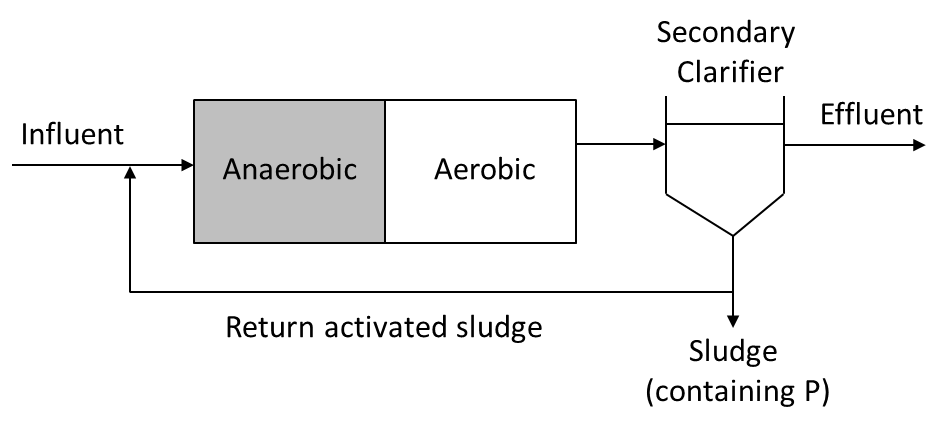 Secondary
Clarifier
Influent
Effluent
Anaerobic
Aerobic
Return activated sludge
Sludge
(containing P)